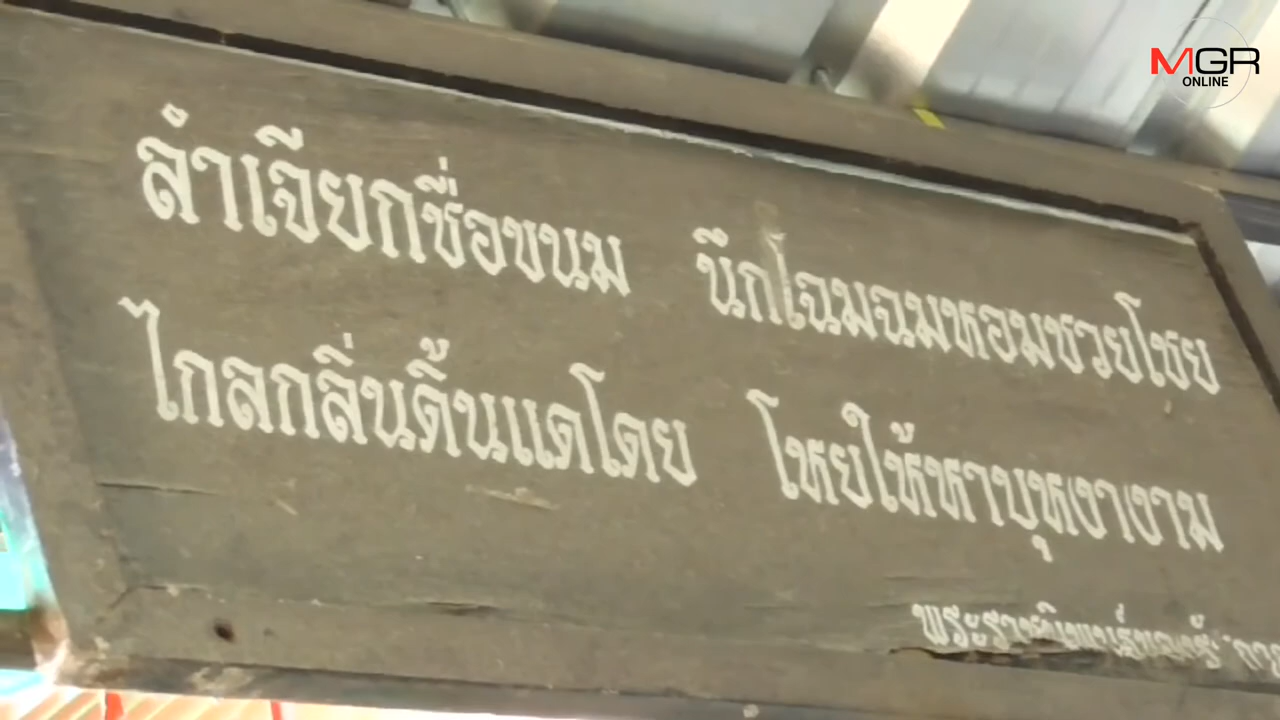 MGR
ONLINE
ลำเจียกชื่อขนม นึกโฉมฉมหอมชวยโชย
ไกลกลิ่นดิ้นแดโดย โหยให้หาบุหงางาม